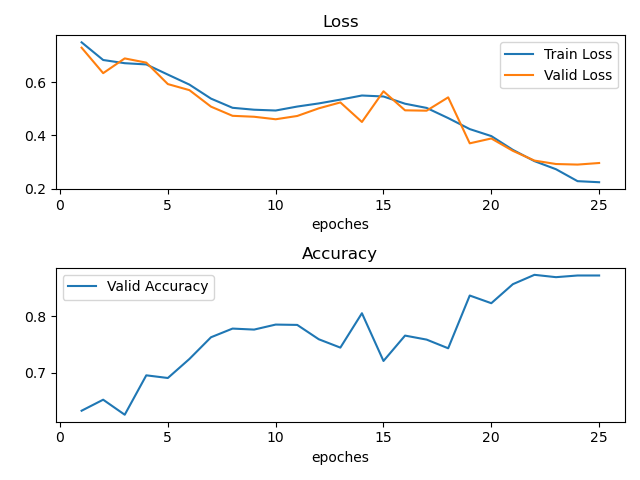 Loss
Train Loss
Valid Loss
0.6
0.4
0.2
0 5 10 15 20 25
epoches
Accuracy
Valid Accuracy
0.8
0.7
0 5 10 15 20 25
epoches